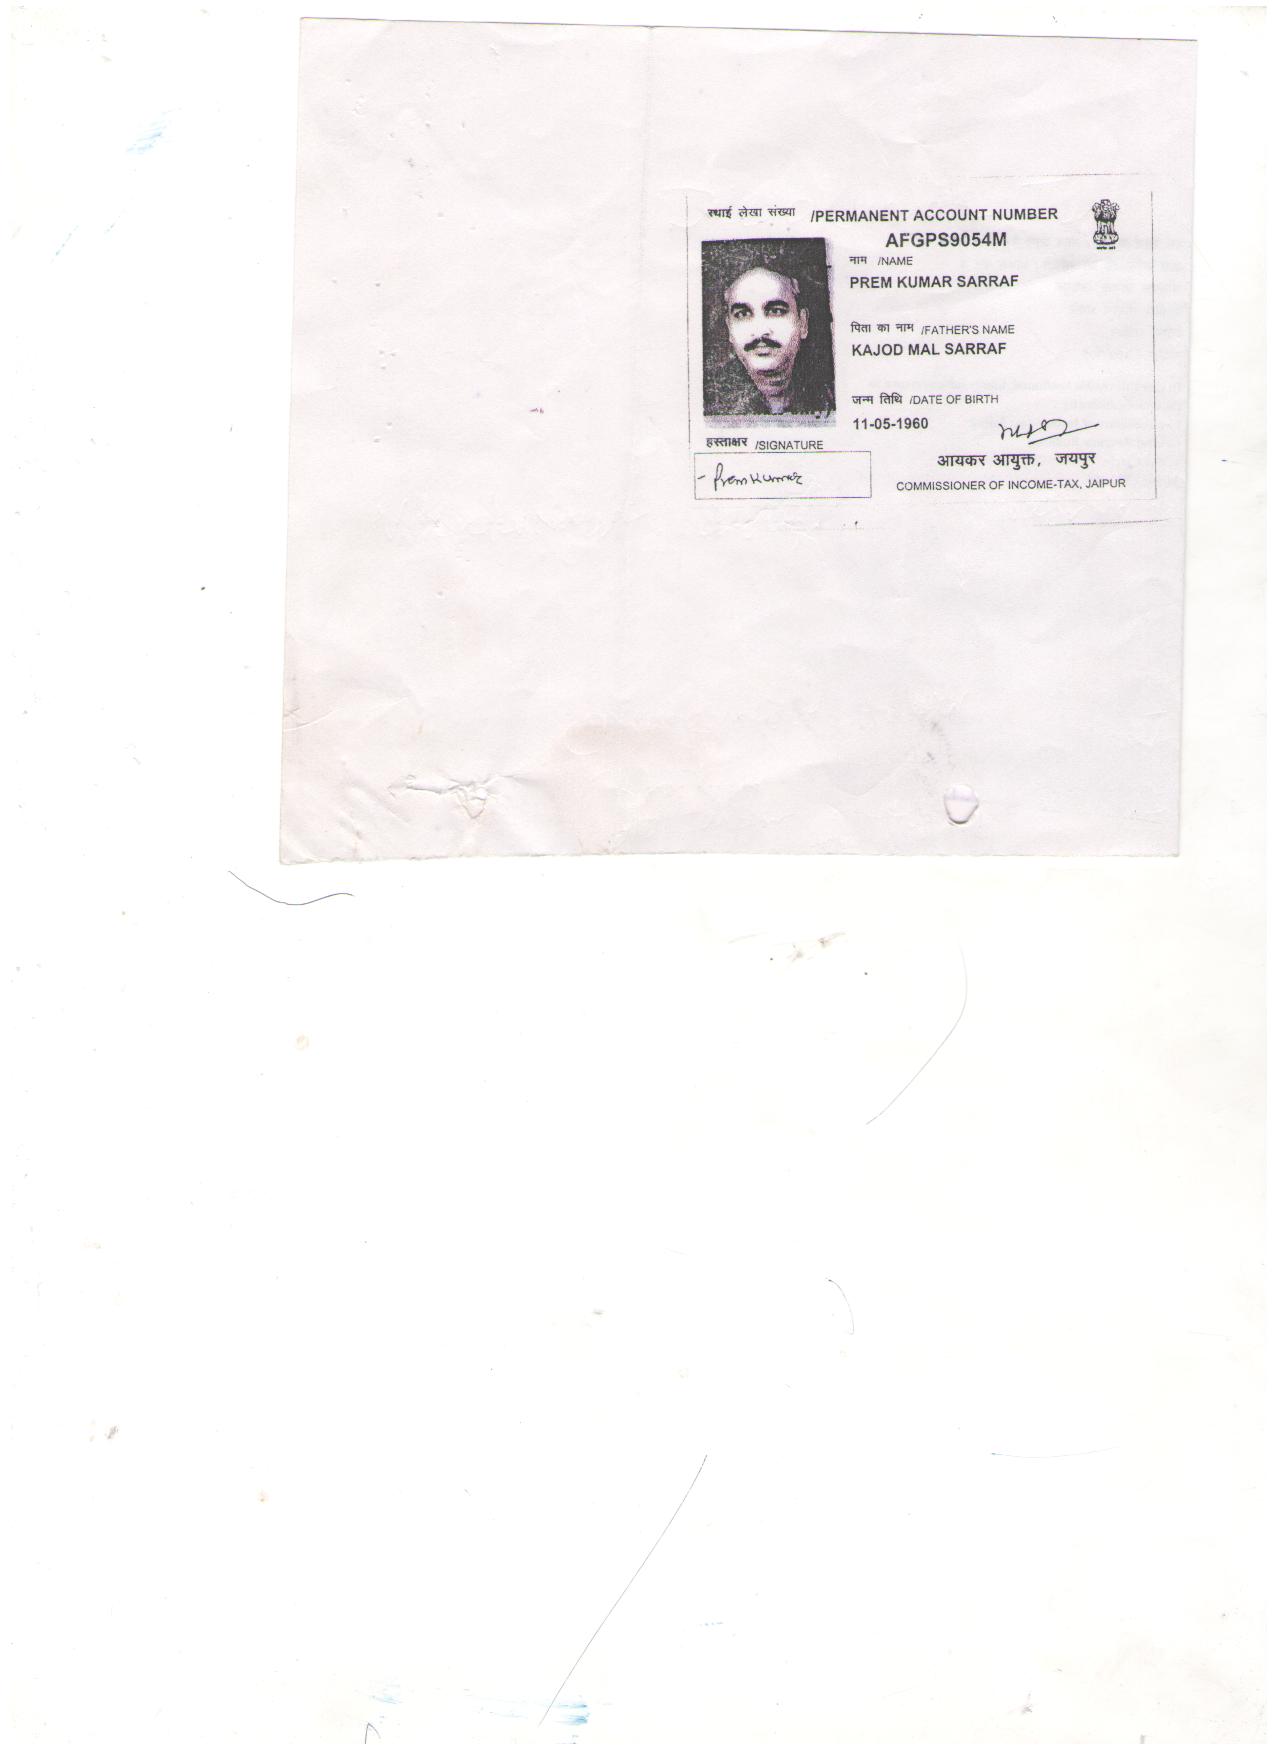 स्थाई लेखा संख्या /PERMANENT ACCOUNT NUMBER
AFGPS9054M
नाम /NAME
PREM KUMAR SARRAF
पिता का नाम /FATHER'S NAME
KAJOD MAL SARRAF
जन्म तिथि /DATE OF BIRTH
11-05-1960
हस्ताक्षर /SIGNATURE
Prem Kumar
आयकर आयुक्त, जयपुर
COMMISSIONER OF INCOME-TAX, JAIPUR